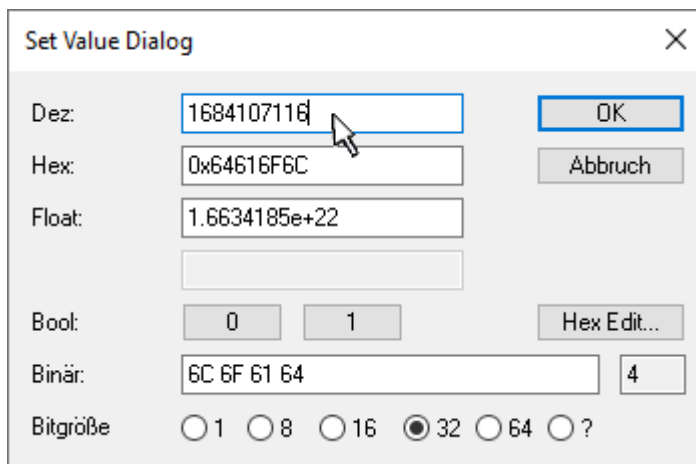 Set Value Dialog
Dez: 1684107116 OK
Hex: 0x64616F6C Abbruch
Float: 1.6634185e+22
Bool: 0 1 Hex Edit...
Binär: 6C 6F 61 64 4
Bitgröße 1 8 16 32 64 ?